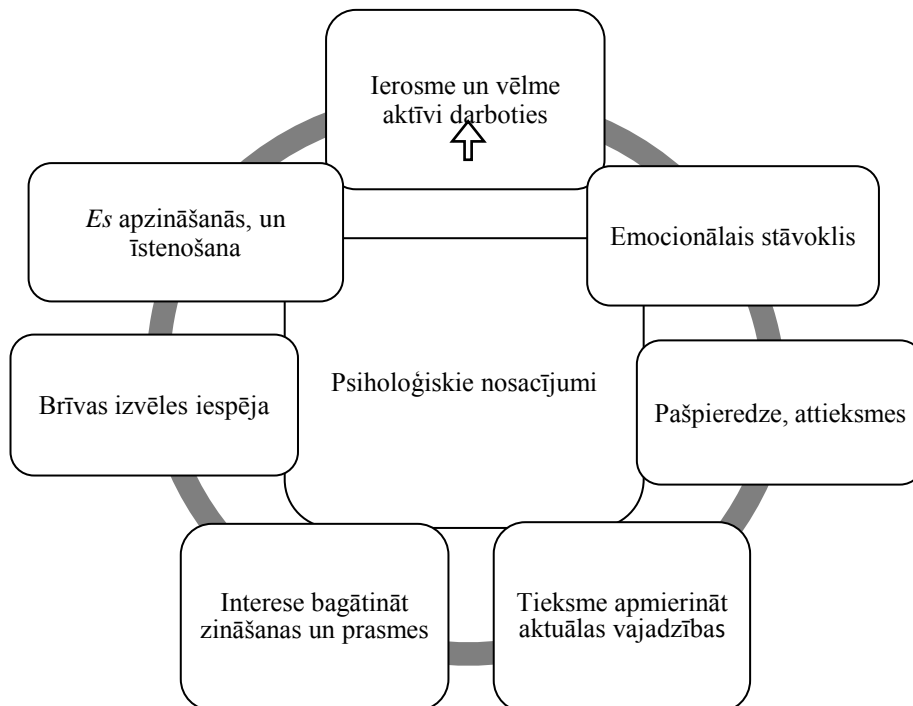 Ierosme un vēlme
aktīvi darboties
Es apzināšanās, un
īstenošana
Emocionālais stāvoklis
Psiholoģiskie nosacījumi
Brīvas izvēles iespēja
Pašpieredze, attieksmes
Interese bagātināt
zināšanas un prasmes
Tieksme apmierināt
aktuālas vajadzības